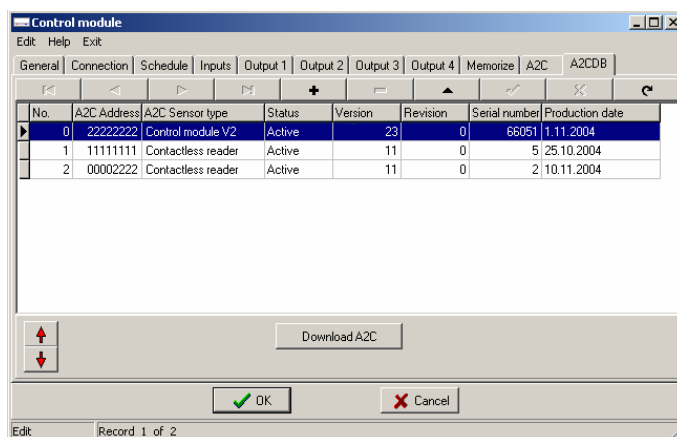 Control module
Edit Help Exit
General Connection Schedule Inputs Output 1 Output 2 Output 3 Output 4 Memorize A2C A2CDB
No. A2C Address A2C Sensor type Status Version Revision Serial number Production date
0 22222222 Control module V2 Active 23 0 66051 1.11.2004
1 11111111 Contactless reader Active 11 0 5 25.10.2004
2 00002222 Contactless reader Active 11 0 2 10.11.2004
Download A2C
OK Cancel
Edit Record 1 of 2